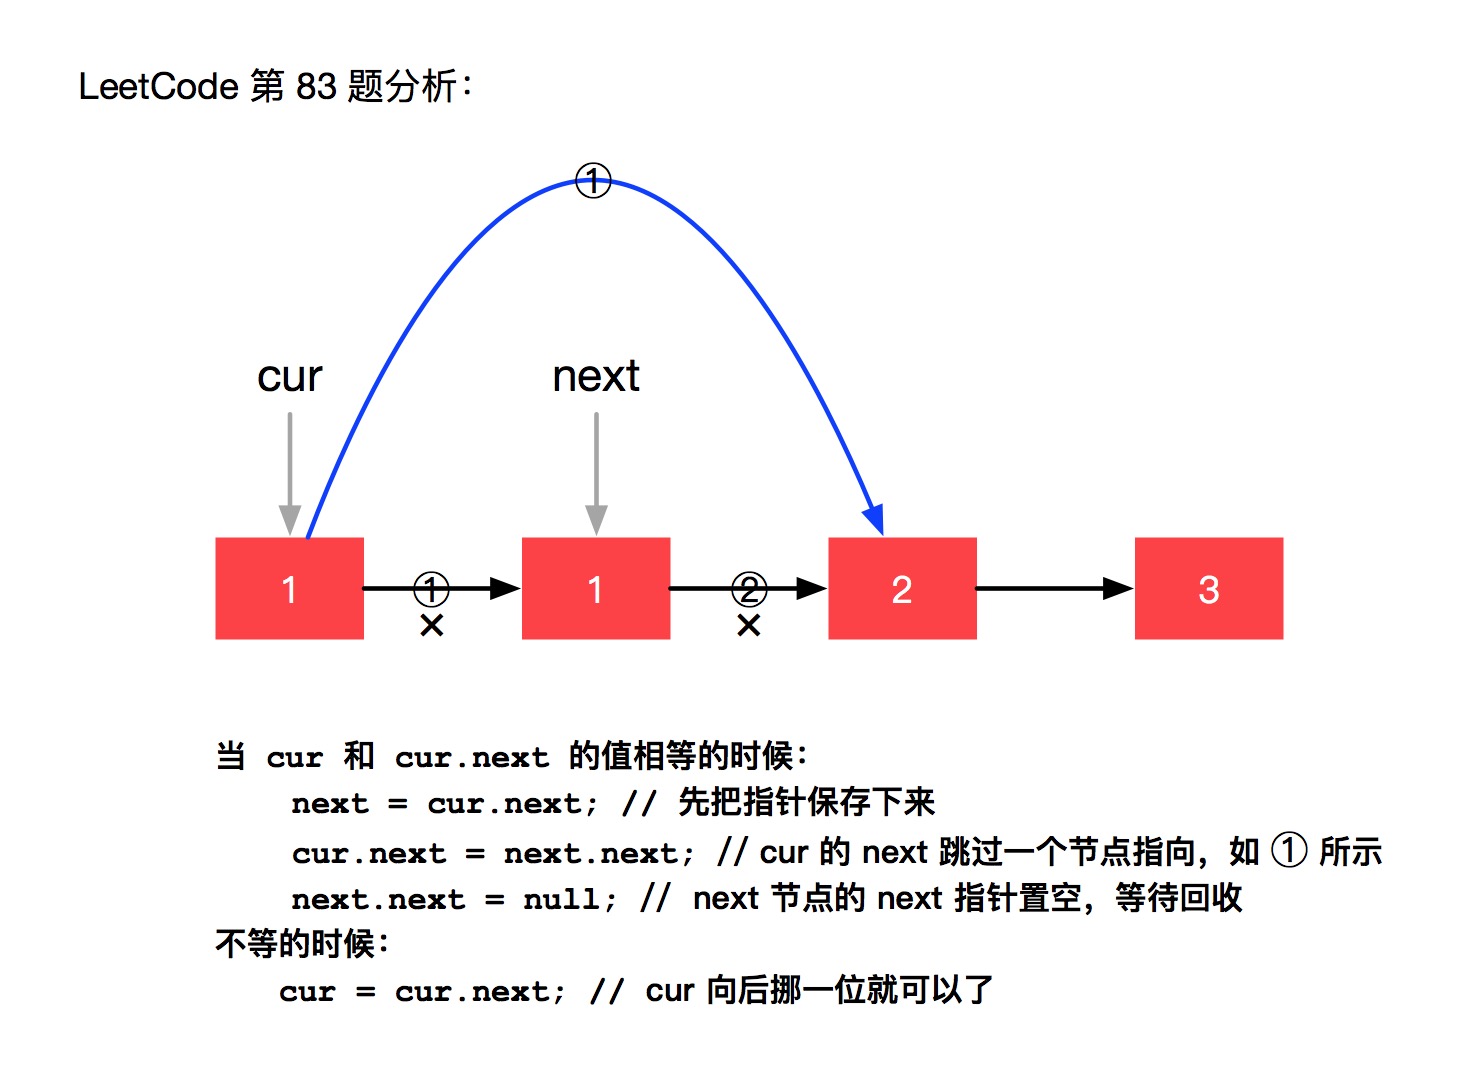 LeetCode 第 83 题分析：
①
cur
next
1
①
×
1
②
×
2
3
当 cur 和 cur.next 的值相等的时候：
next = cur.next; // 先把指针保存下来
cur.next = next.next; // cur 的 next 跳过一个节点指向，如 ① 所示
next.next = null; // next 节点的 next 指针置空，等待回收
不等的时候：
cur = cur.next; // cur 向后挪一位就可以了